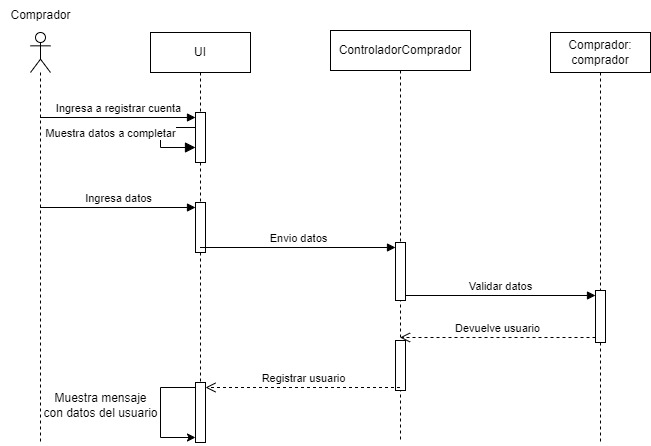 Comprador
UI
ControladorComprador
Comprador:
comprador
Ingresa a registrar cuenta
Muestra datos a completar
Ingresa datos
Envio datos
Validar datos
Devuelve usuario
Registrar usuario
Muestra mensaje
con datos del usuario